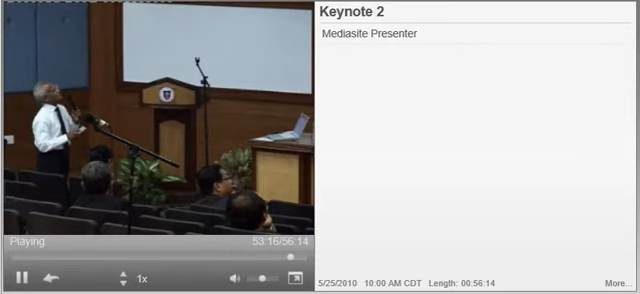 Keynote 2
Mediasite Presenter
Playing
53:16/56:14
1x
5/25/2010 10:00 AM CDT Length: 00:56:14
More...